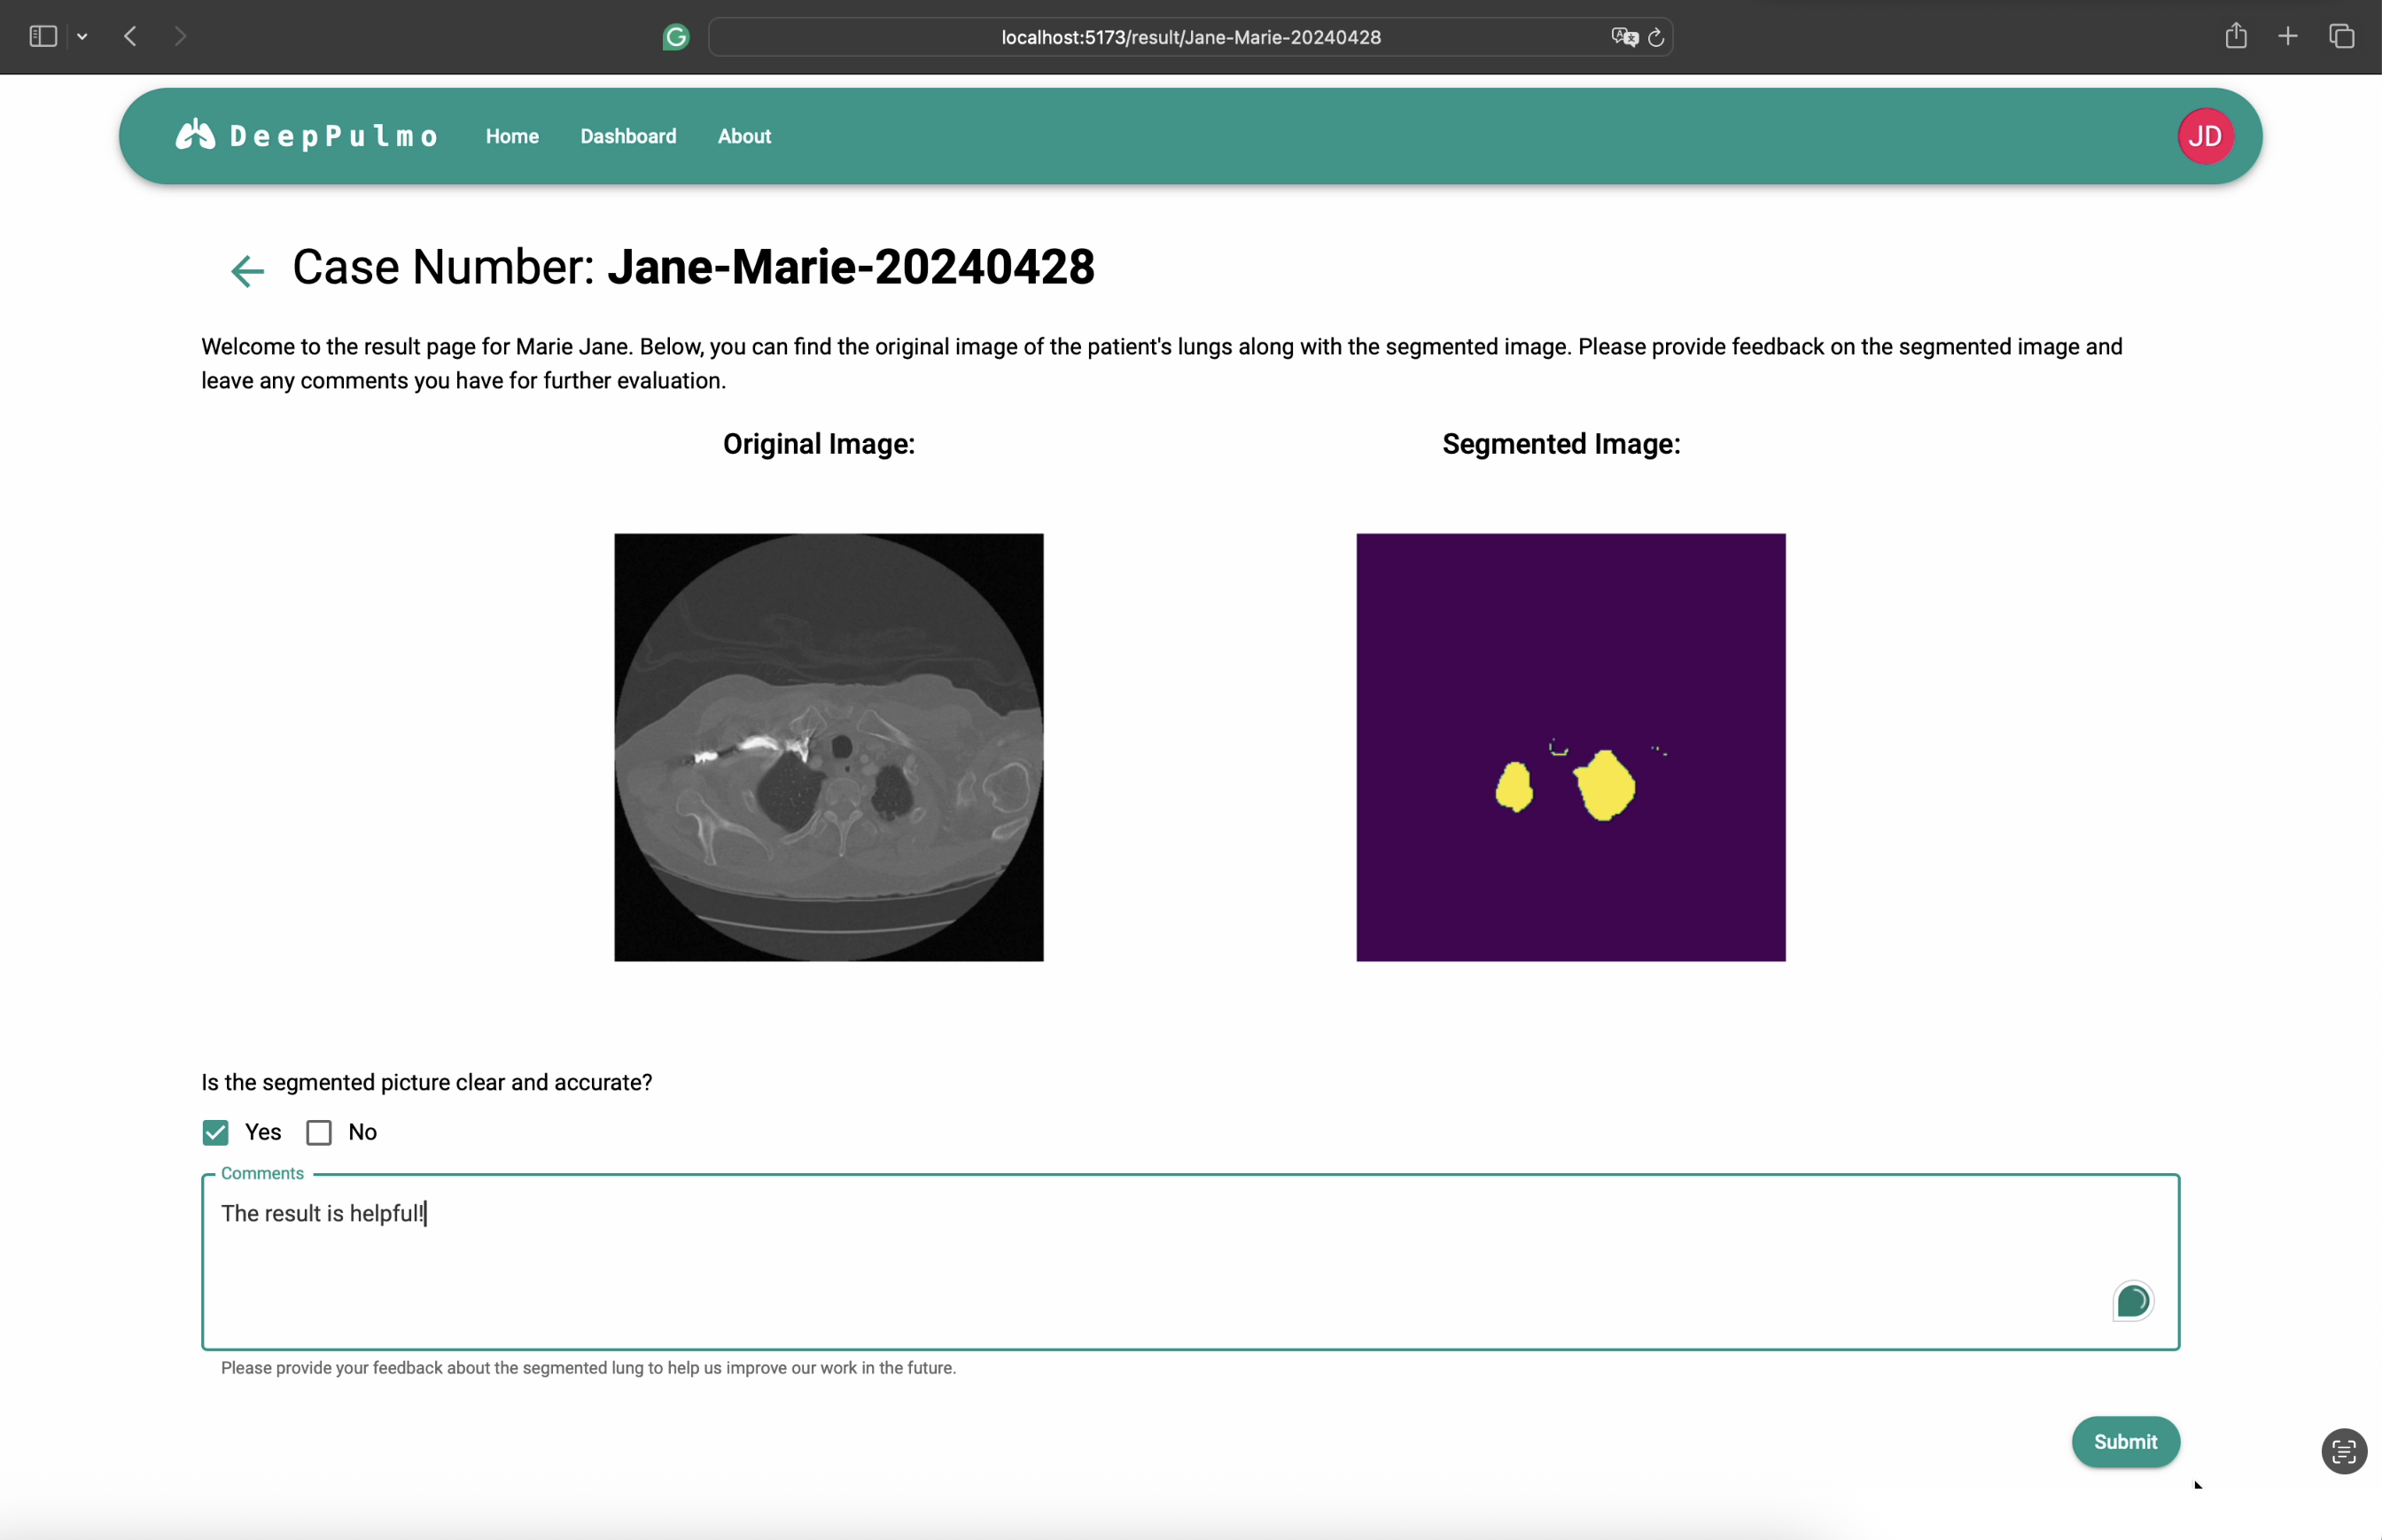 localhost:5173/result/Jane-Marie-20240428
DeepPulmo Home Dashboard About JD
Case Number: Jane-Marie-20240428
Welcome to the result page for Marie Jane. Below, you can find the original image of the patient's lungs along with the segmented image. Please provide feedback on the segmented image and
leave any comments you have for further evaluation.
Original Image: Segmented Image:
Is the segmented picture clear and accurate?
Yes No
Comments
The result is helpful!
Please provide your feedback about the segmented lung to help us improve our work in the future.
Submit